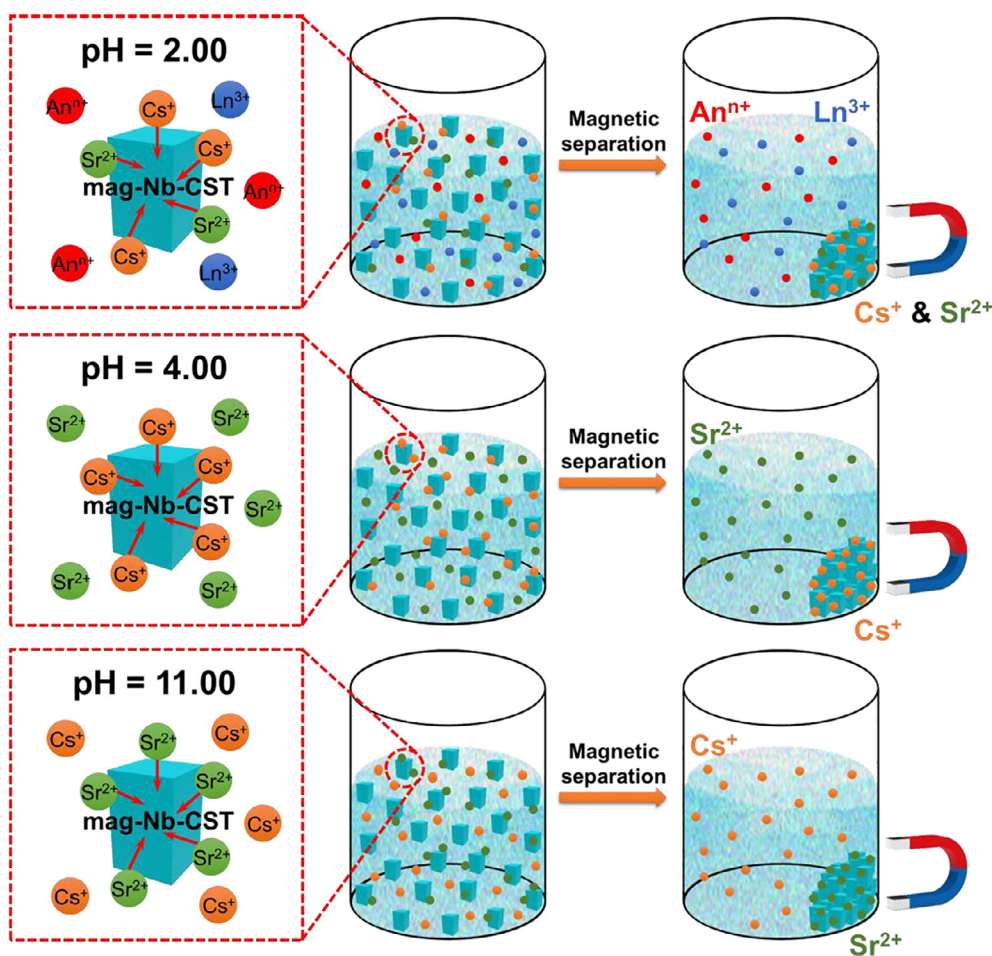 pH = 2.00
Anⁿ⁺
Cs⁺
Ln³⁺
Sr²⁺
Cs⁺
mag-Nb-CST
Anⁿ⁺
Sr²⁺
Cs⁺
Anⁿ⁺
Ln³⁺
Magnetic
separation
Anⁿ⁺
Ln³⁺
Cs⁺ & Sr²⁺
pH = 4.00
Sr²⁺
Cs⁺
Sr²⁺
Cs⁺
Cs⁺
mag-Nb-CST
Sr²⁺
Cs⁺
Cs⁺
Sr²⁺
Sr²⁺
Magnetic
separation
Sr²⁺
Cs⁺
pH = 11.00
Cs⁺
Sr²⁺
Cs⁺
Sr²⁺
Sr²⁺
mag-Nb-CST
Cs⁺
Sr²⁺
Sr²⁺
Cs⁺
Cs⁺
Magnetic
separation
Cs⁺
Sr²⁺